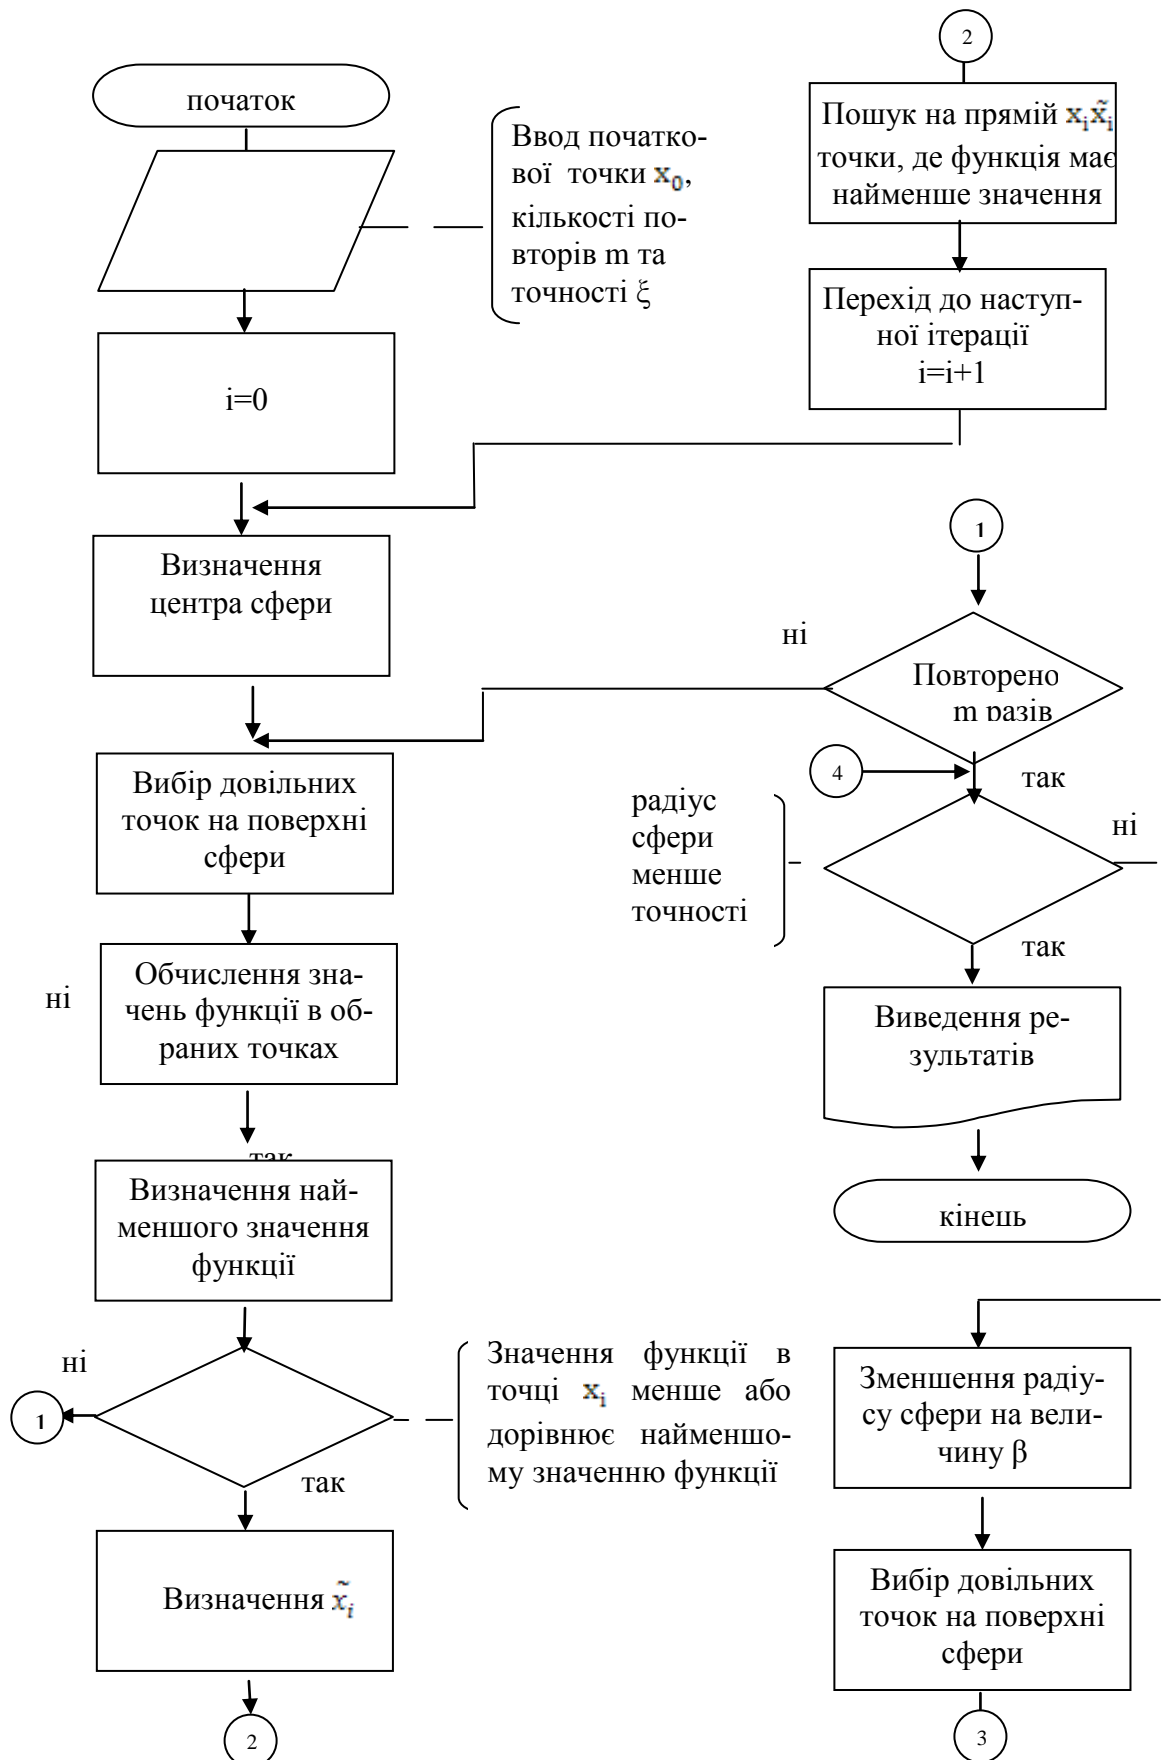 початок
Ввод початко-
вої точки x₀,
кількості по-
вторів m та
точності ξ
i=0
Визначення
центра сфери
Вибір довільних
точок на поверхні
сфери
ні
Обчислення зна-
чень функції в об-
раних точках
так
Визначення най-
меншого значення
функції
ні
1
Значення функції в
точці xᵢ менше або
дорівнює найменшо-
му значенню функції
так
Визначення x̃ᵢ
2
2
Пошук на прямій xᵢx̃ᵢ
точки, де функція має
найменше значення
Перехід до наступ-
ної ітерації
i=i+1
1
ні
Повторено
m разів
4
так
радіус
сфери
менше
точності
ні
так
Виведення ре-
зультатів
кінець
Зменшення радіу-
су сфери на вели-
чину β
Вибір довільних
точок на поверхні
сфери
3